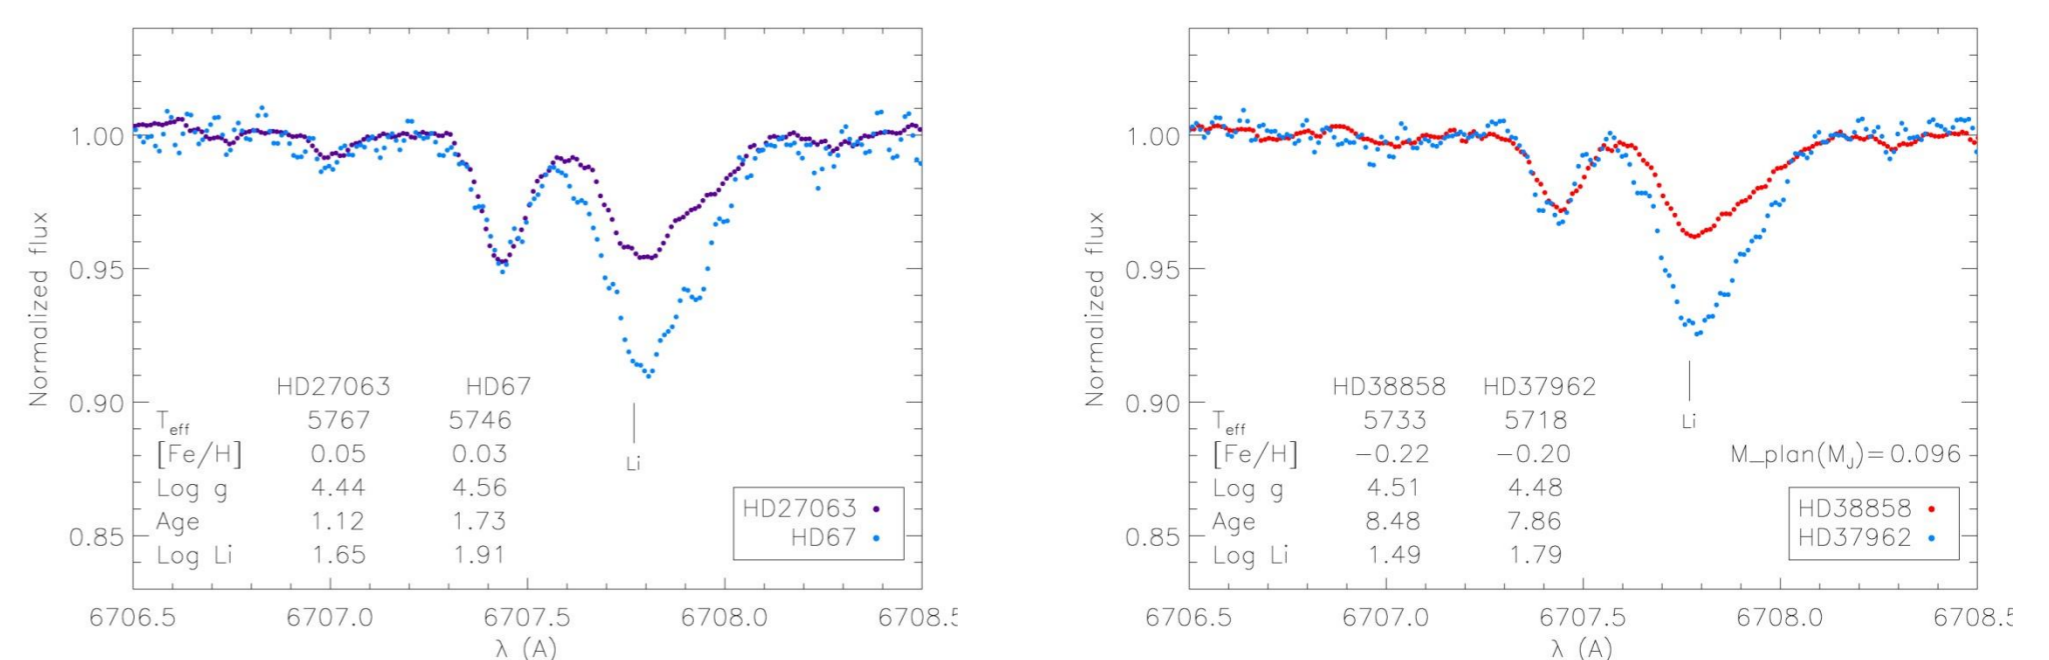 Normalized flux
1.00
0.95
0.90
0.85
HD27063 HD67
Teff 5767 5746
[Fe/H] 0.05 0.03
Log g 4.44 4.56
Age 1.12 1.73
Log Li 1.65 1.91
Li
HD27063
HD67
6706.5 6707.0 6707.5 6708.0 6708.5
λ (A)
Normalized flux
1.00
0.95
0.90
0.85
HD38858 HD37962
Teff 5733 5718
[Fe/H] −0.22 −0.20
Log g 4.51 4.48
Age 8.48 7.86
Log Li 1.49 1.79
Li
M_plan(MJ)=0.096
HD38858
HD37962
6706.5 6707.0 6707.5 6708.0 6708.5
λ (A)